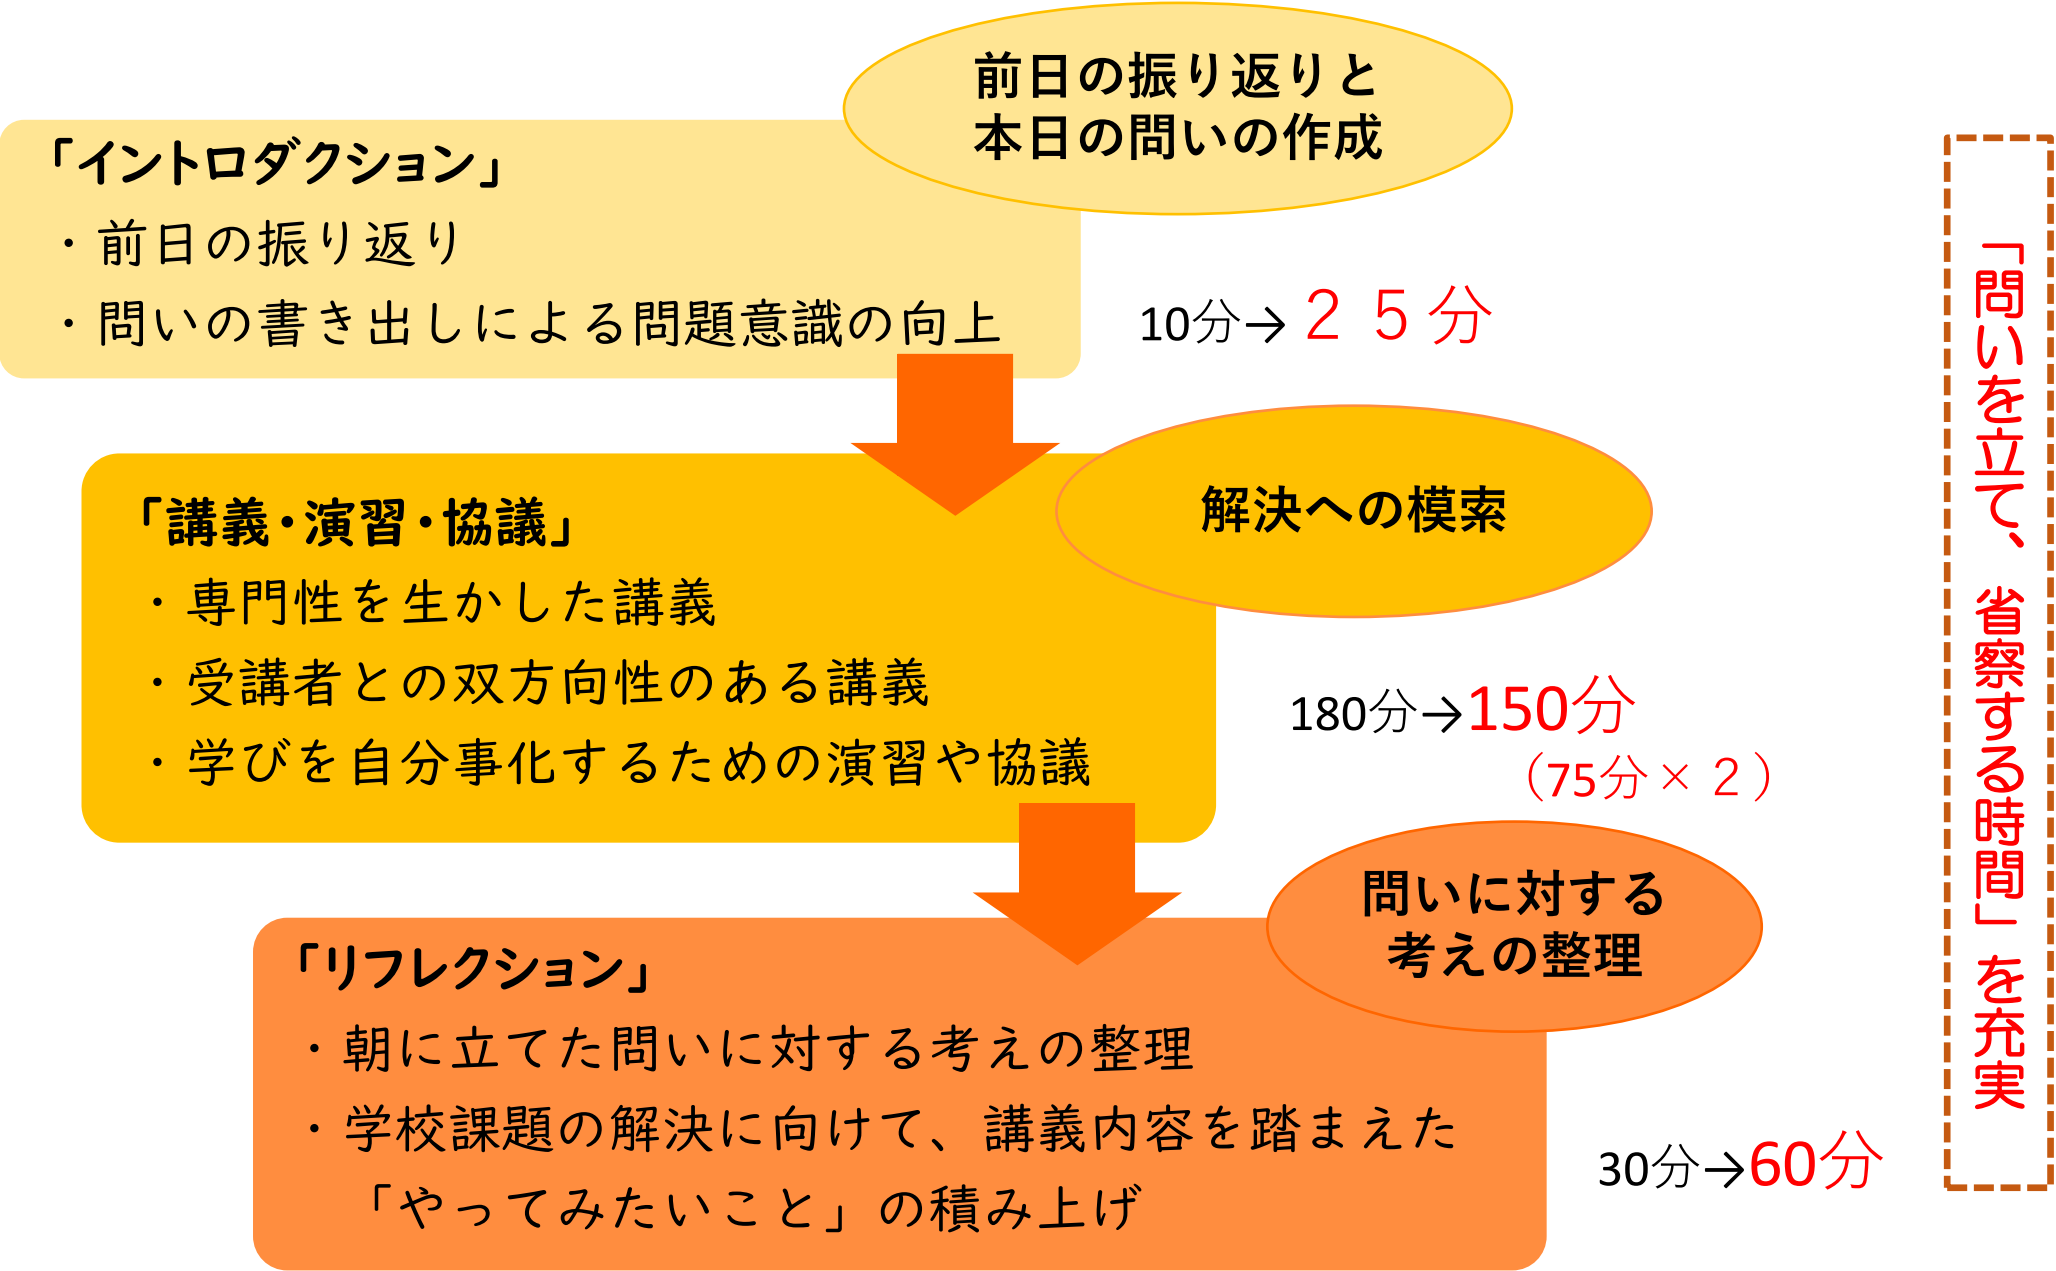 前日の振り返りと
本日の問いの作成
「イントロダクション」
・前日の振り返り
・問いの書き出しによる問題意識の向上
10分→２５分
解決への模索
「講義・演習・協議」
・専門性を生かした講義
・受講者との双方向性のある講義
・学びを自分事化するための演習や協議
180分→150分
（75分×２）
問いに対する
考えの整理
「リフレクション」
・朝に立てた問いに対する考えの整理
・学校課題の解決に向けて、講義内容を踏まえた
「やってみたいこと」の積み上げ
30分→60分
「問いを立て、省察する時間」を充実